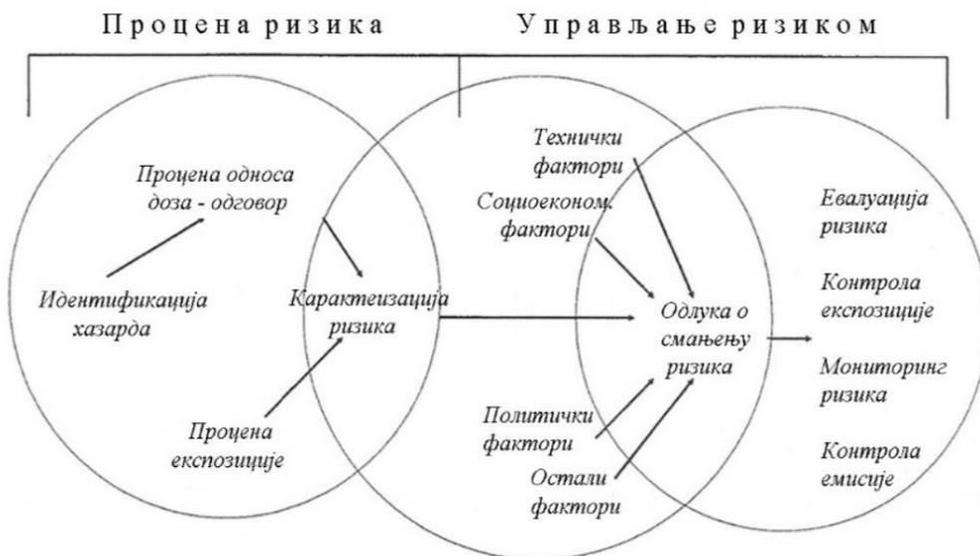 Процена ризика
Управљање ризиком
Процена односа
доза - одговор
Идентификација
хазарда
Карактеизација
ризика
Процена
експозиције
Технички
фактори
Социоеконом.
фактори
Одлука о
смањењу
ризика
Политички
фактори
Остали
фактори
Евалуација
ризика
Контрола
експозиције
Мониторинг
ризика
Контрола
емисије